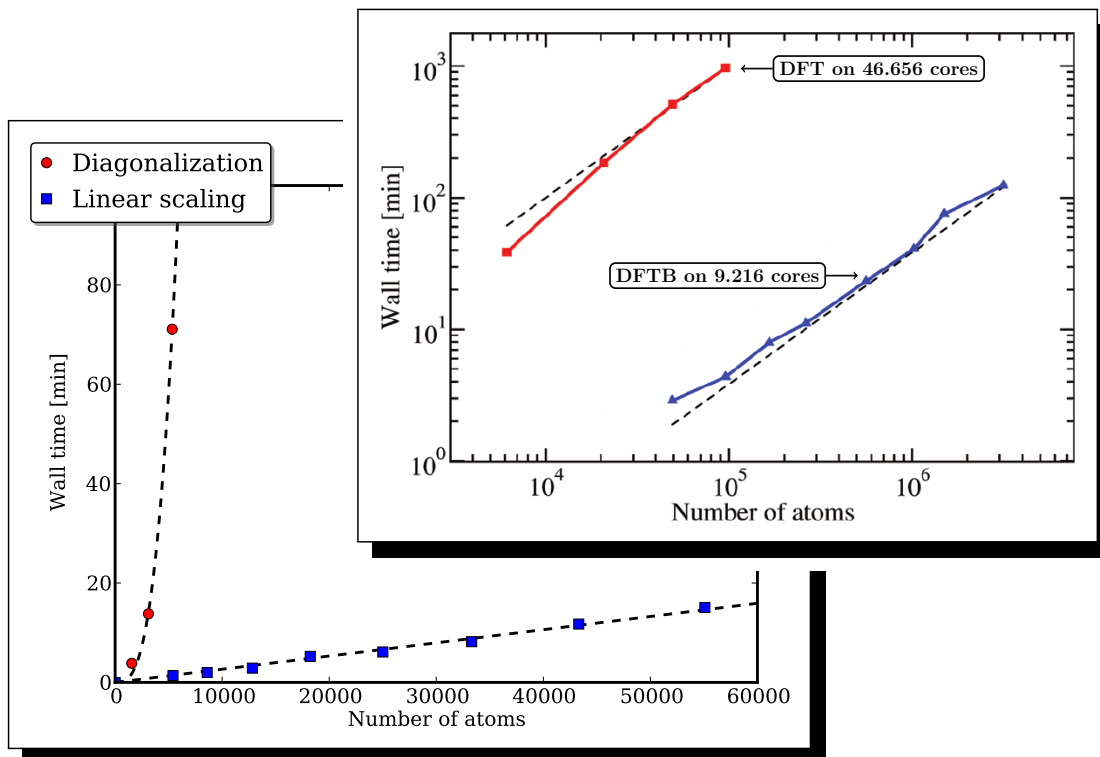 Diagonalization
Linear scaling
80
60
40
20
0
Wall time [min]
0 10000 20000 30000 40000 50000 60000
Number of atoms
10^3
10^2
10^1
10^0
Wall time [min]
DFT on 46.656 cores
DFTB on 9.216 cores
10^4 10^5 10^6
Number of atoms